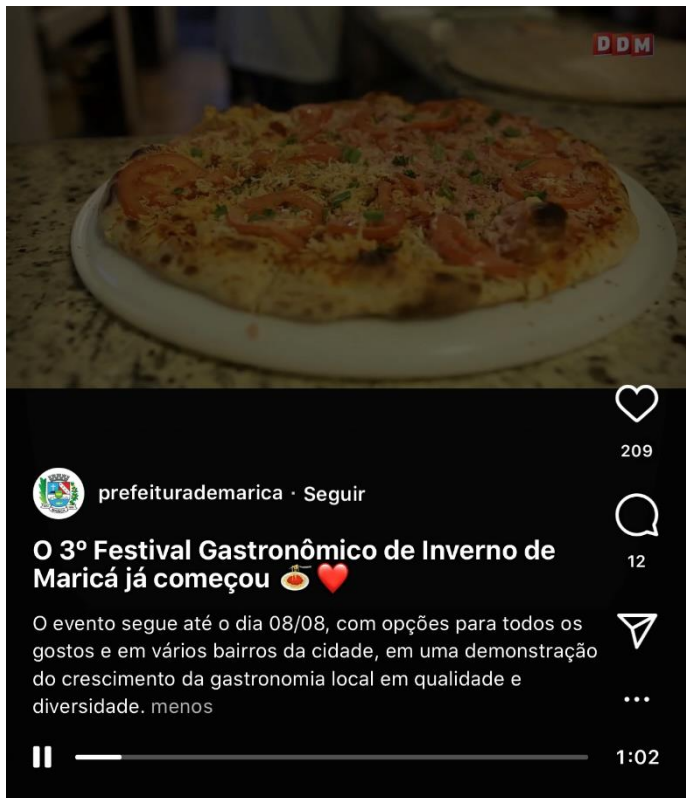 DDM
209
prefeiturademarica · Seguir
O 3º Festival Gastronômico de Inverno de
Maricá já começou 🍝❤️
12
O evento segue até o dia 08/08, com opções para todos os
gostos e em vários bairros da cidade, em uma demonstração
do crescimento da gastronomia local em qualidade e
diversidade. menos
1:02